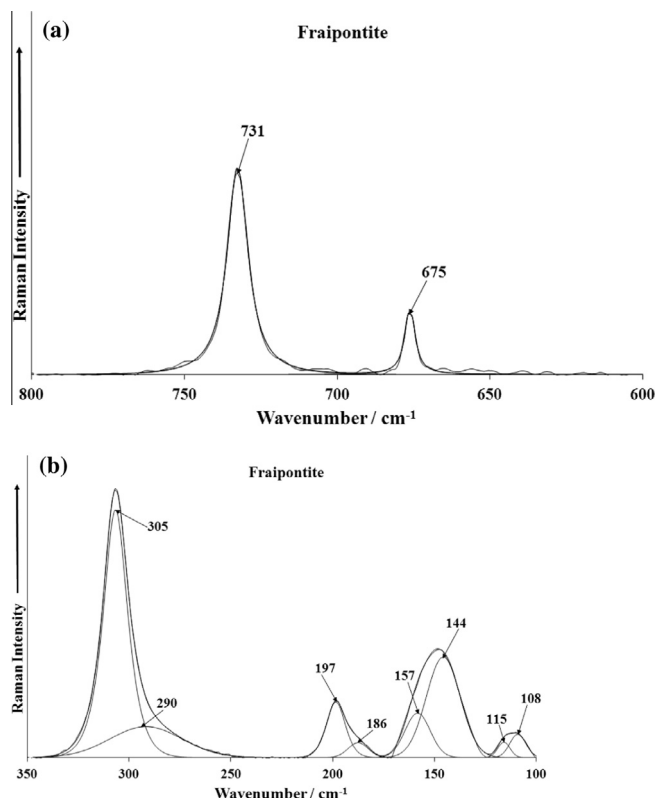 (a)
Fraipontite
731
675
Raman Intensity
800 750 700 650 600
Wavenumber / cm-1
(b)
Fraipontite
305
290
197
186
157
144
115
108
Raman Intensity
350 300 250 200 150 100
Wavenumber / cm-1